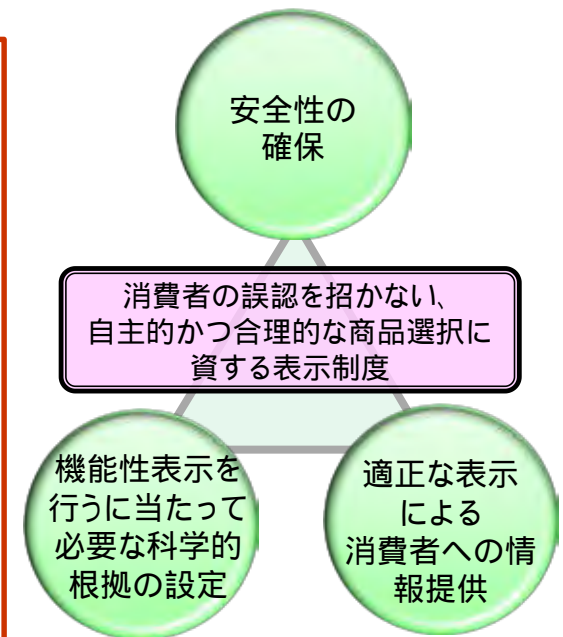 安全性の
確保
消費者の誤認を招かない、
自主的かつ合理的な商品選択に
資する表示制度
機能性表示を
行うに当たって
必要な科学的
根拠の設定
適正な表示
による
消費者への情
報提供